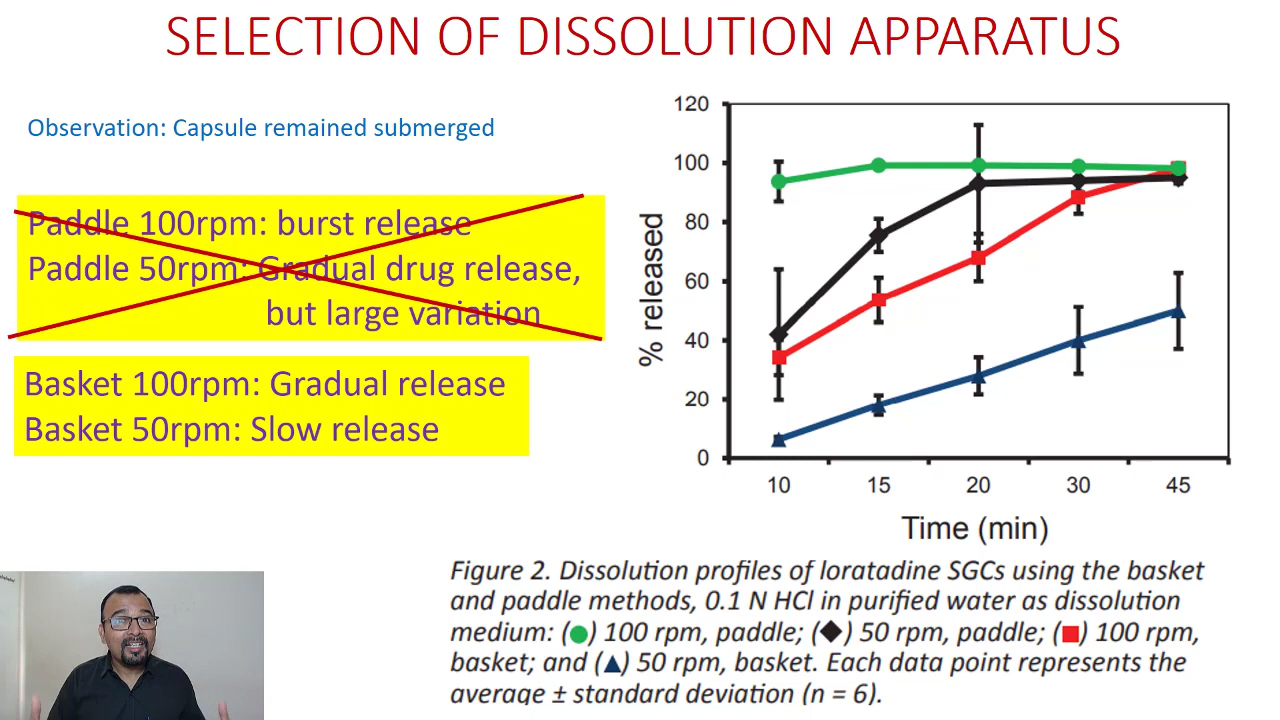 SELECTION OF DISSOLUTION APPARATUS
Observation: Capsule remained submerged
Paddle 100rpm: burst release
Paddle 50rpm: Gradual drug release,
but large variation
Basket 100rpm: Gradual release
Basket 50rpm: Slow release
% released
120
100
80
60
40
20
0
10 15 20 30 45
Time (min)
Figure 2. Dissolution profiles of loratadine SGCs using the basket
and paddle methods, 0.1 N HCl in purified water as dissolution
medium: (●) 100 rpm, paddle; (◆) 50 rpm, paddle; (■) 100 rpm,
basket; and (▲) 50 rpm, basket. Each data point represents the
average ± standard deviation (n = 6).